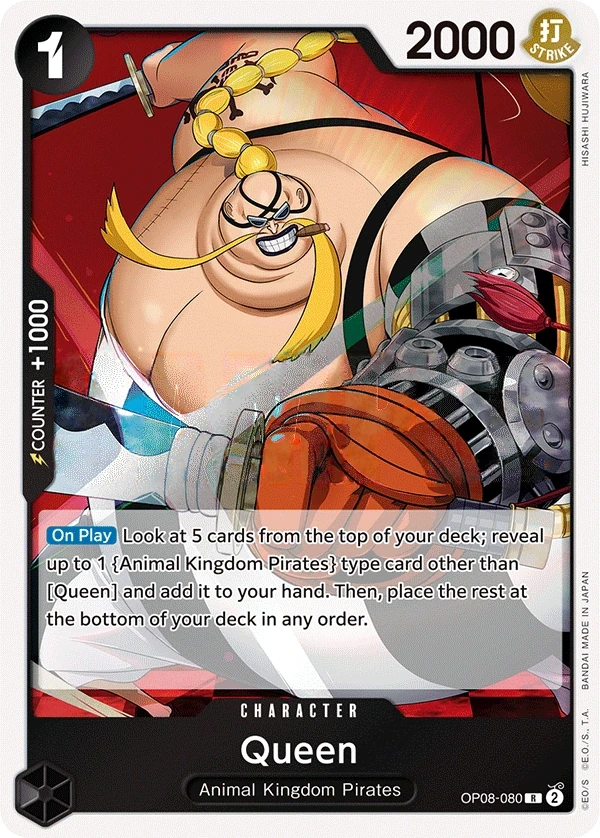 1
2000
打
STRIKE
HISASHI HUJIWARA
COUNTER +1000
On Play Look at 5 cards from the top of your deck; reveal
up to 1 {Animal Kingdom Pirates} type card other than
[Queen] and add it to your hand. Then, place the rest at
the bottom of your deck in any order.
CHARACTER
Queen
Animal Kingdom Pirates
OP08-080 R 2
©EO/S ©E.O./S., T.A. BANDAI MADE IN JAPAN